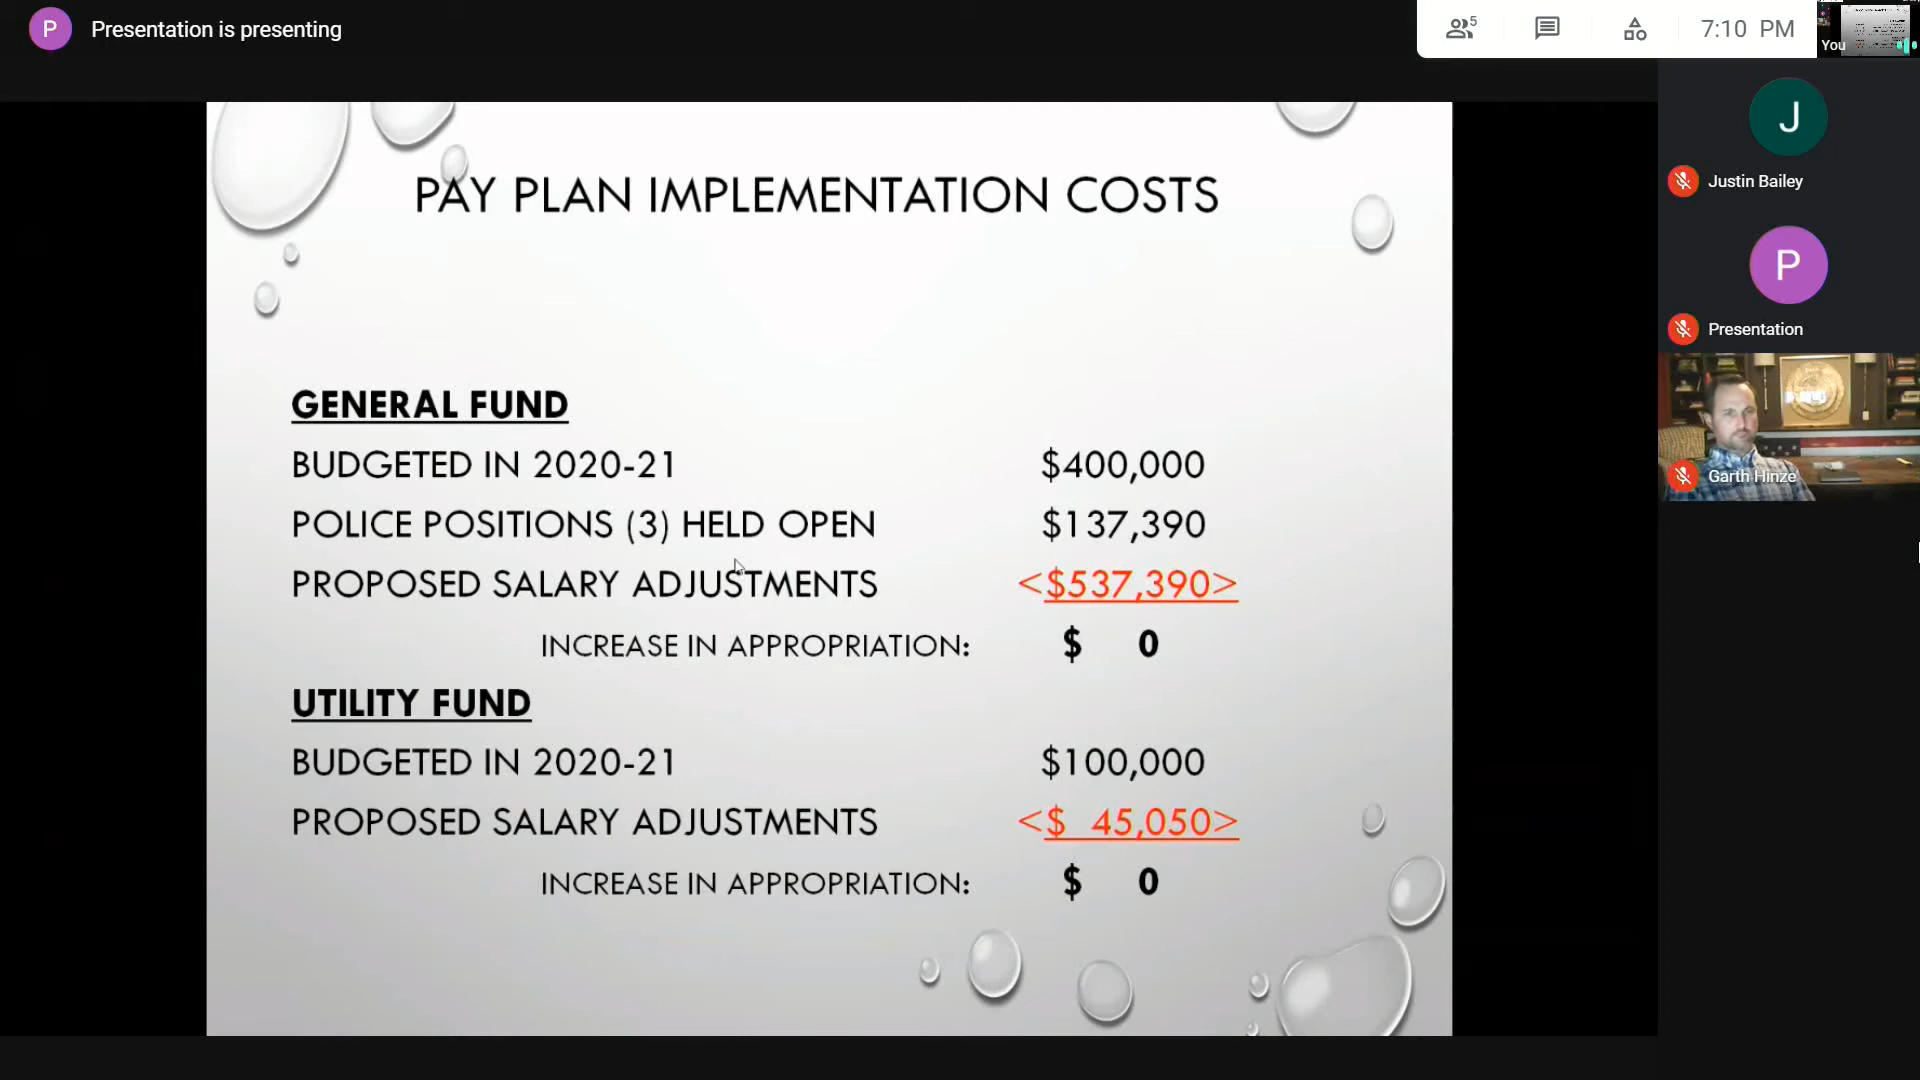 P Presentation is presenting
5
7:10 PM
You
J
Justin Bailey
P
Presentation
Garth Hinze
PAY PLAN IMPLEMENTATION COSTS
GENERAL FUND
BUDGETED IN 2020-21 $400,000
POLICE POSITIONS (3) HELD OPEN $137,390
PROPOSED SALARY ADJUSTMENTS <$537,390>
INCREASE IN APPROPRIATION: $ 0
UTILITY FUND
BUDGETED IN 2020-21 $100,000
PROPOSED SALARY ADJUSTMENTS <$ 45,050>
INCREASE IN APPROPRIATION: $ 0